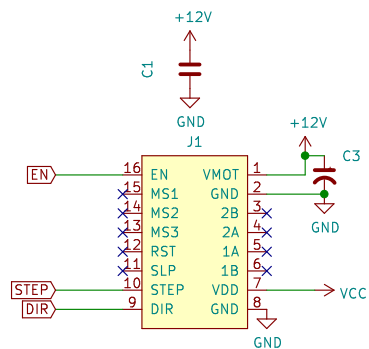 +12V
C1
GND
J1
+12V
C3
EN 16 EN VMOT 1
15 MS1 GND 2
GND
14 MS2 2B 3
13 MS3 2A 4
12 RST 1A 5
11 SLP 1B 6
STEP 10 STEP VDD 7 VCC
DIR 9 DIR GND 8
GND